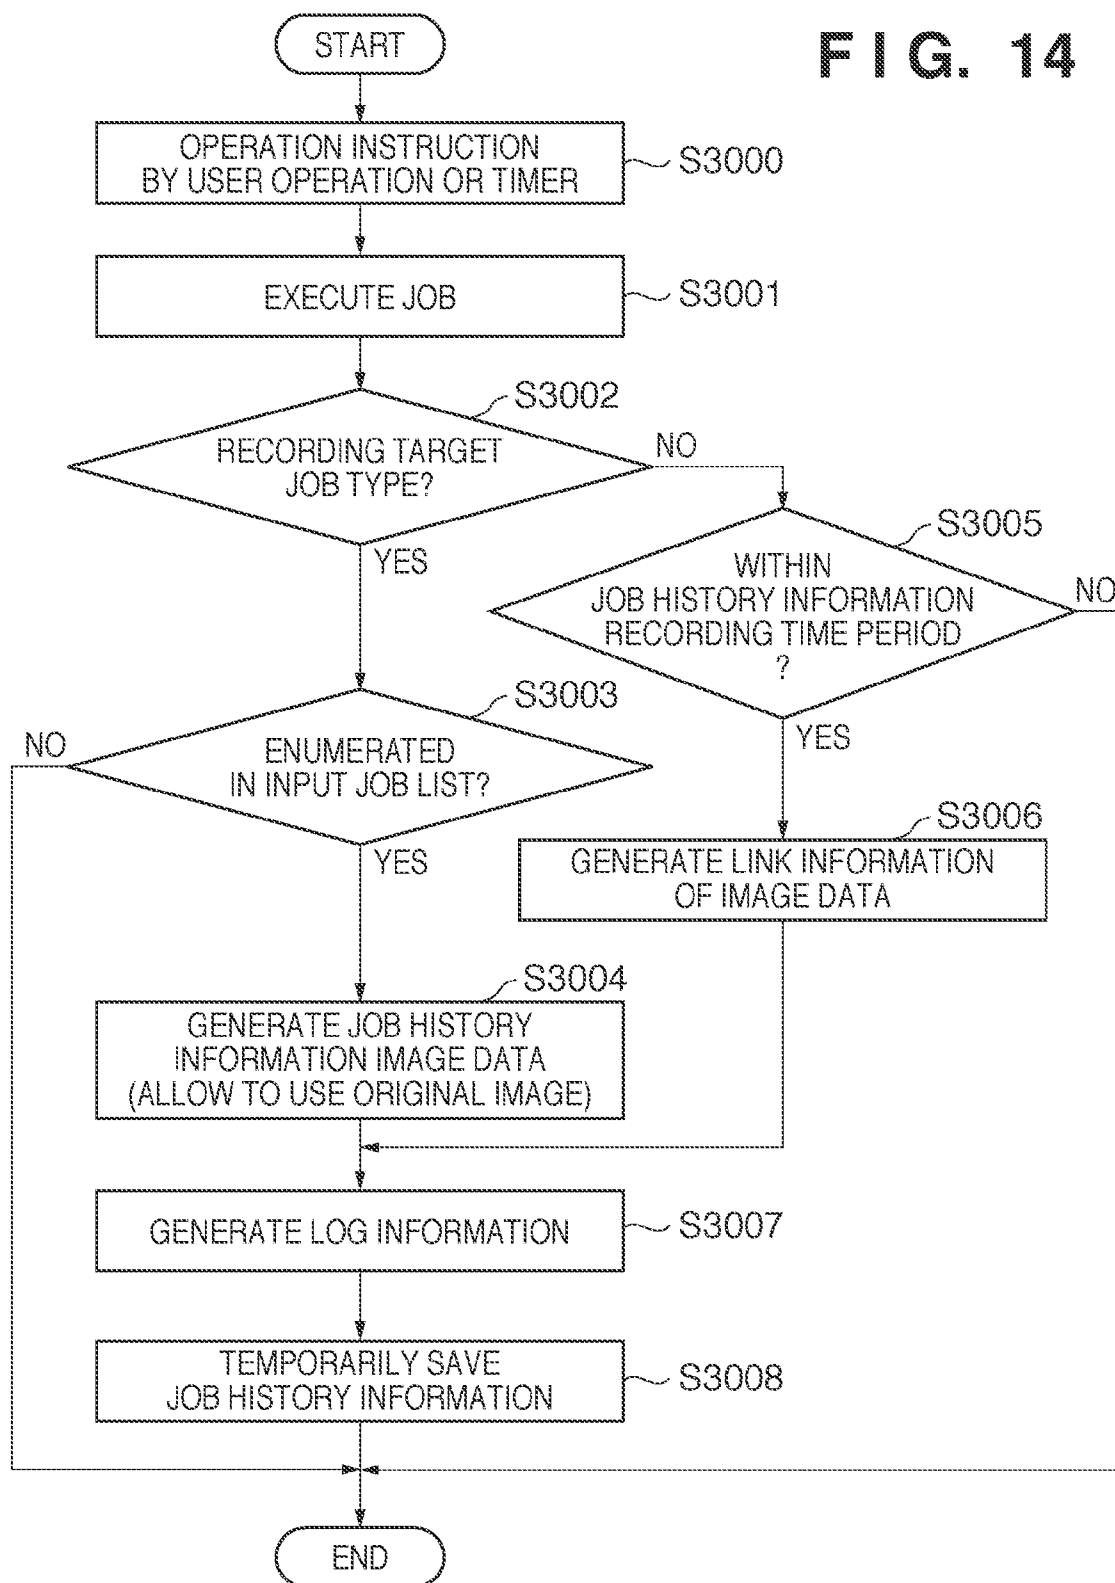 FIG. 14
START
OPERATION INSTRUCTION
BY USER OPERATION OR TIMER
S3000
EXECUTE JOB
S3001
S3002
RECORDING TARGET
JOB TYPE?
NO
YES
S3005
WITHIN
JOB HISTORY INFORMATION
RECORDING TIME PERIOD
?
NO
YES
S3003
ENUMERATED
IN INPUT JOB LIST?
NO
YES
S3006
GENERATE LINK INFORMATION
OF IMAGE DATA
S3004
GENERATE JOB HISTORY
INFORMATION IMAGE DATA
(ALLOW TO USE ORIGINAL IMAGE)
GENERATE LOG INFORMATION
S3007
TEMPORARILY SAVE
JOB HISTORY INFORMATION
S3008
END